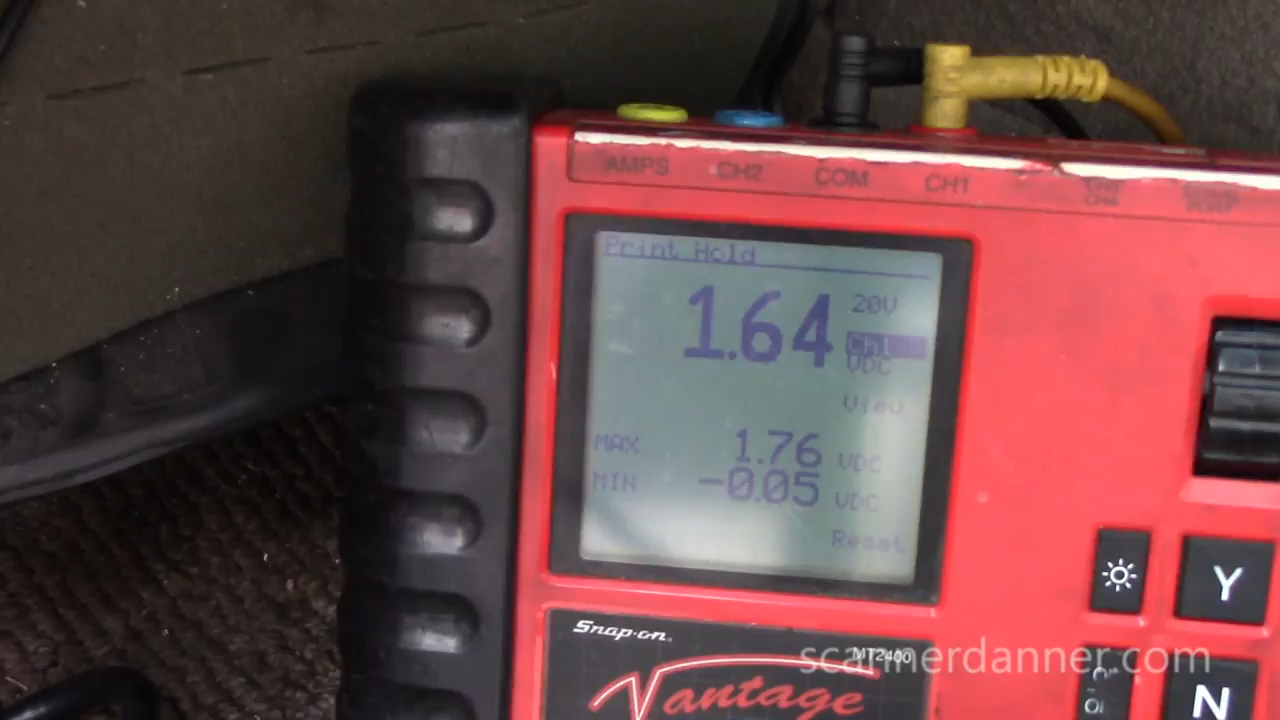 AMPS CH2 COM CH1
Print Hold
1.64 20V
Ch1
VDC
View
MAX 1.76 VDC
MIN -0.05 VDC
Reset
Snap-on
MT2400
Vantage
Y
N
scannerdanner.com